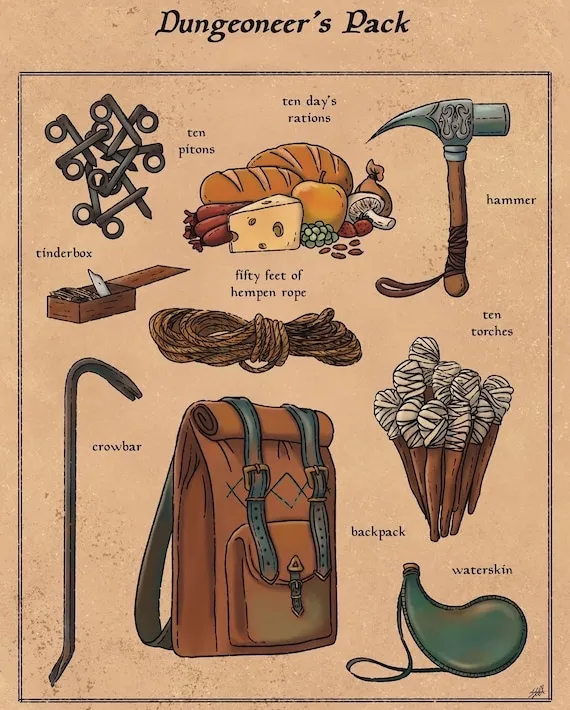 Dungeoneer's Pack
ten day's
rations
ten
pitons
hammer
tinderbox
fifty feet of
hempen rope
ten
torches
crowbar
backpack
waterskin